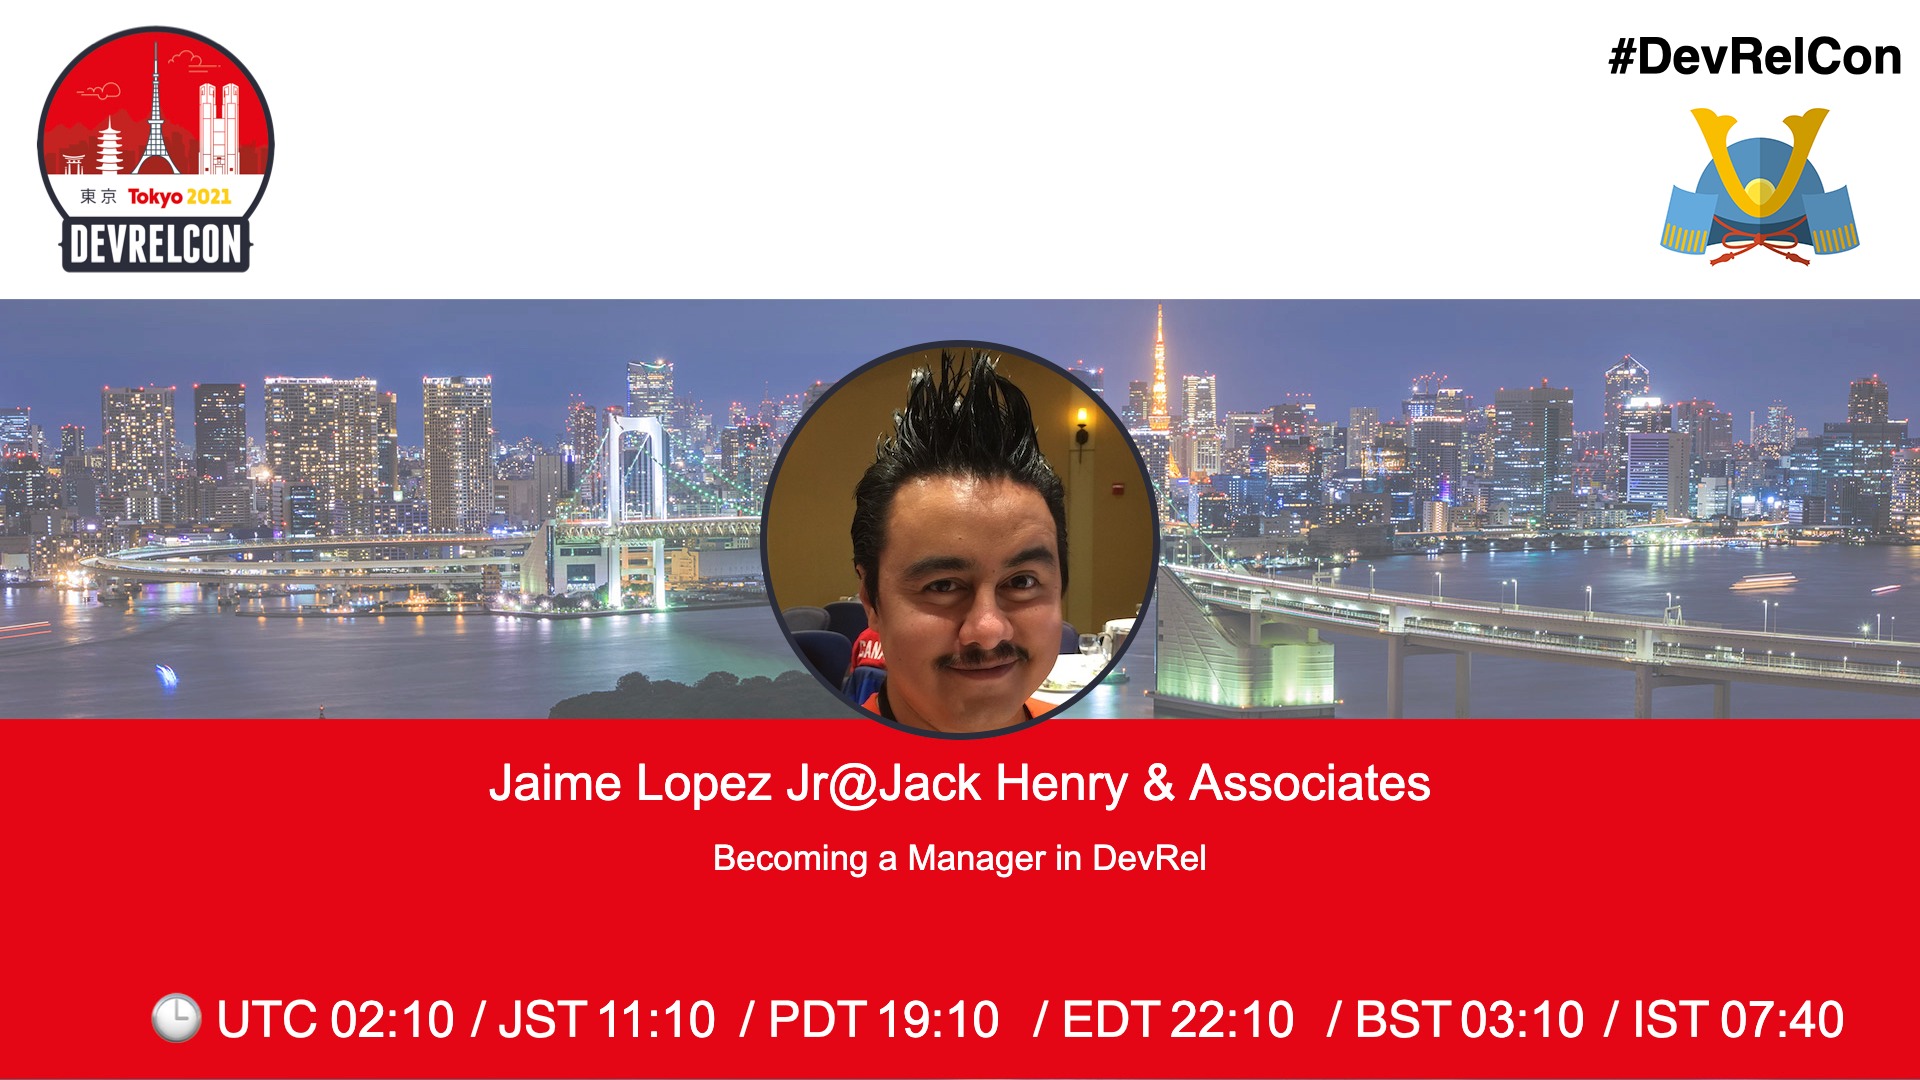 #DevRelCon
東京 Tokyo 2021
DEVRELCON
Jaime Lopez Jr@Jack Henry & Associates
Becoming a Manager in DevRel
UTC 02:10 / JST 11:10 / PDT 19:10 / EDT 22:10 / BST 03:10 / IST 07:40